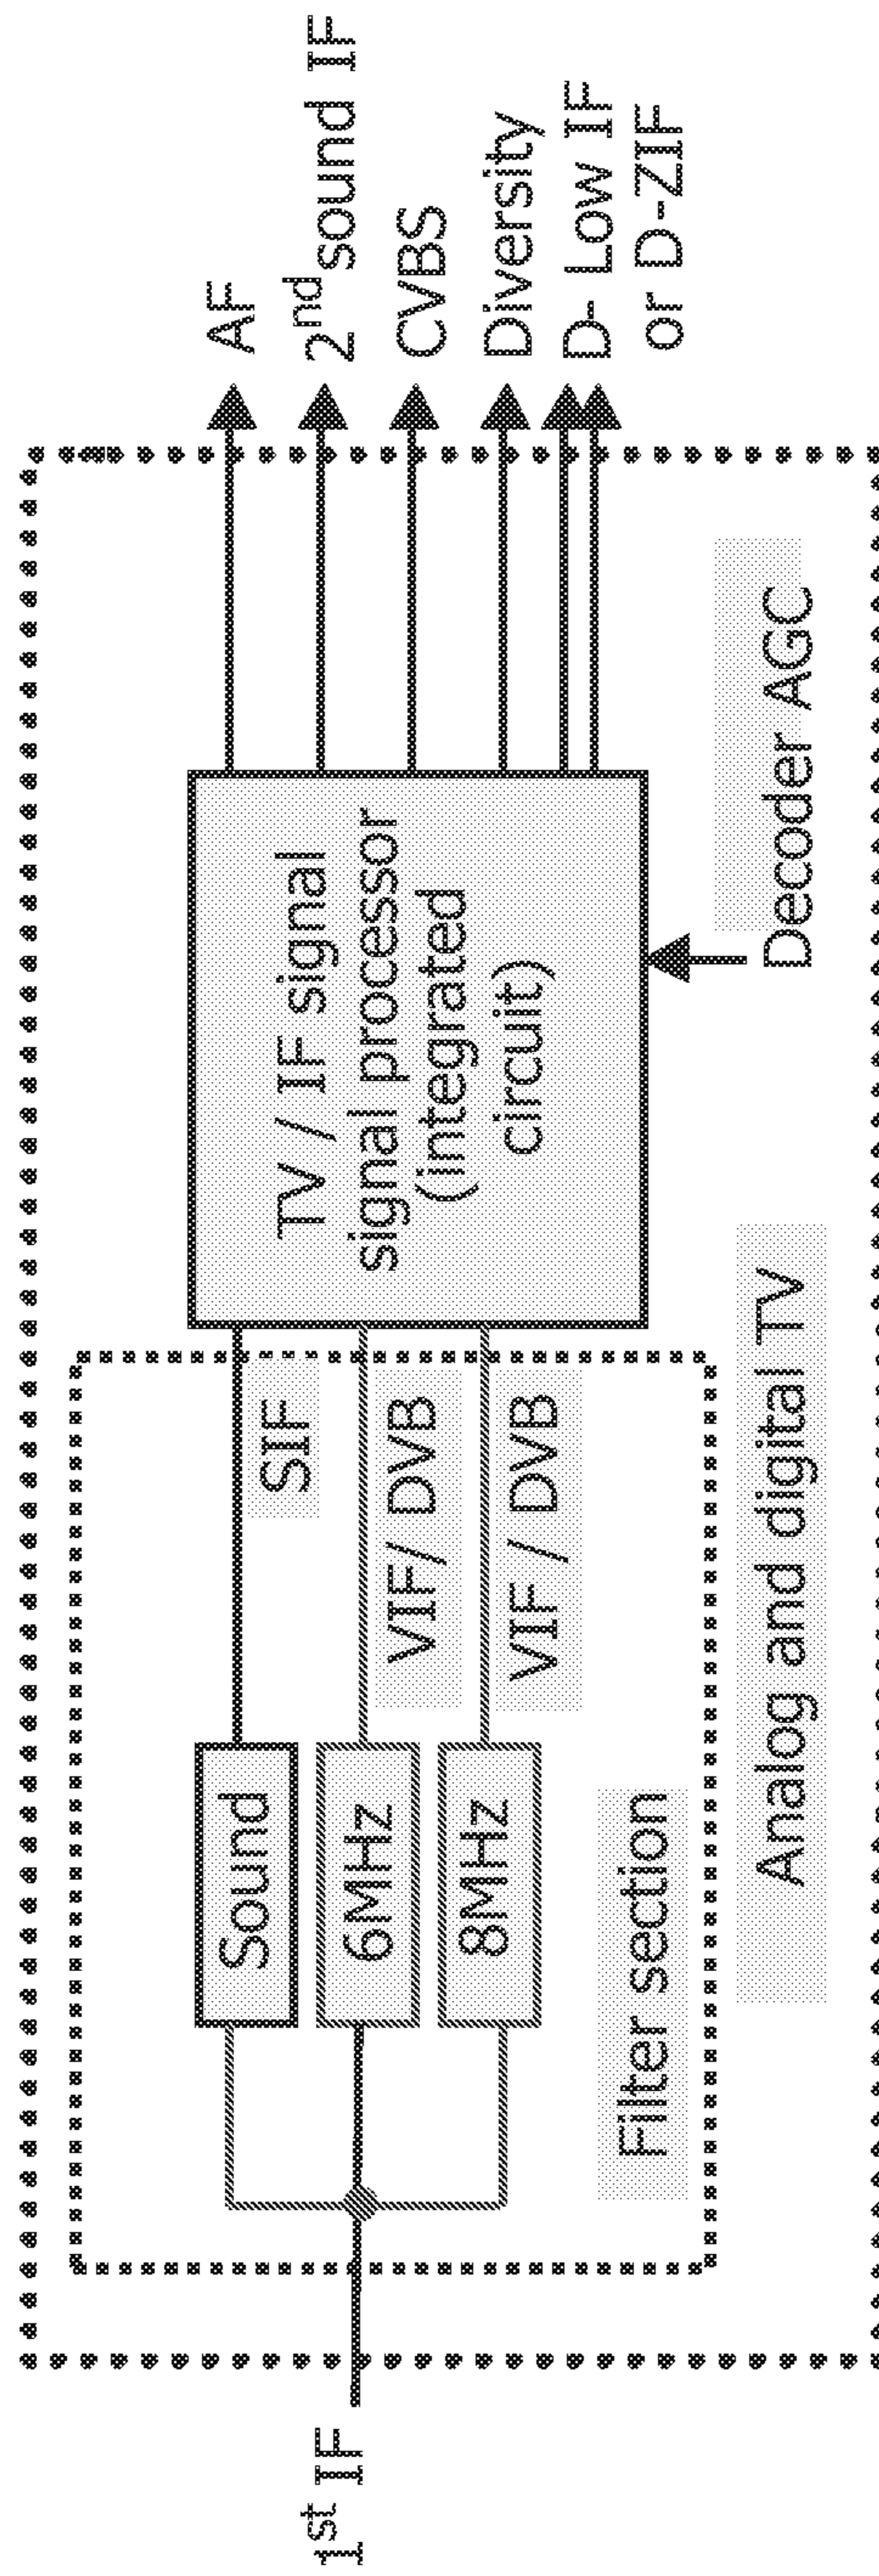 1st IF
Sound
6MHz
8MHz
Filter section
SIF
VIF/ DVB
VIF / DVB
Analog and digital TV
TV / IF signal
signal processor
(integrated
circuit)
Decoder AGC
AF
2nd sound IF
CVBS
Diversity
D- Low IF
or D-ZIF